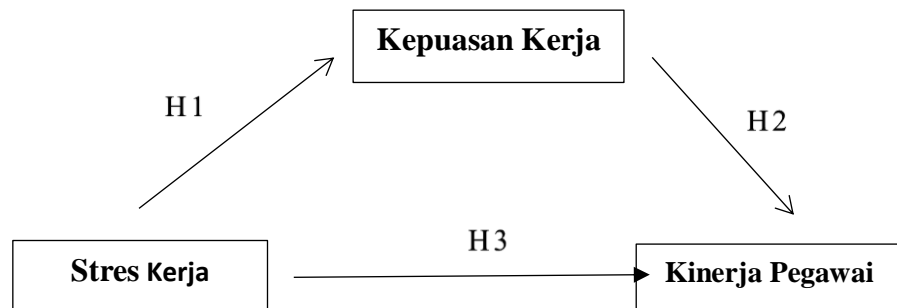 Kepuasan Kerja
H1
H2
H3
Stres Kerja
Kinerja Pegawai